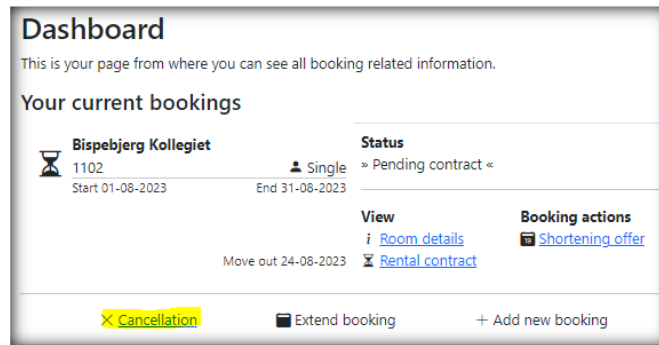 Dashboard
This is your page from where you can see all booking related information.
Your current bookings
Bispebjerg Kollegiet
1102 Single
Start 01-08-2023 End 31-08-2023
Move out 24-08-2023
Status
» Pending contract «
View
i Room details
Rental contract
Booking actions
19 Shortening offer
× Cancellation Extend booking + Add new booking